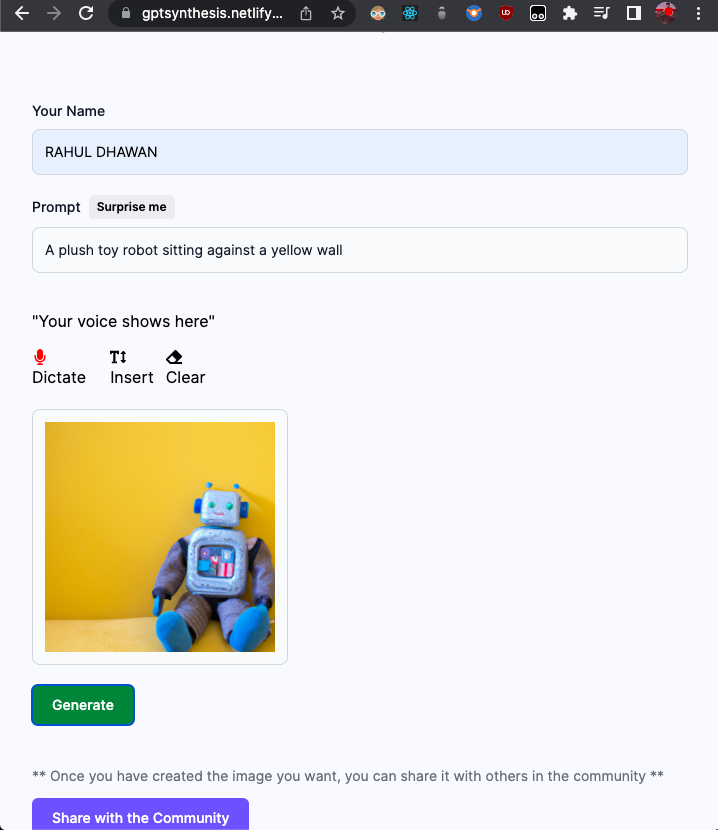 gptsynthesis.netlify...
Your Name
RAHUL DHAWAN
Prompt Surprise me
A plush toy robot sitting against a yellow wall
"Your voice shows here"
Dictate Insert Clear
Generate
** Once you have created the image you want, you can share it with others in the community **
Share with the Community